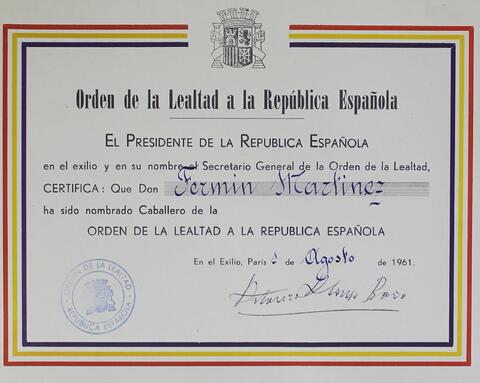 Orden de la Lealtad a la República Española
EL PRESIDENTE DE LA REPUBLICA ESPAÑOLA
en el exilio y en su nombre el Secretario General de la Orden de la Lealtad,
CERTIFICA: Que Don Fermin Martinez
ha sido nombrado Caballero de la
ORDEN DE LA LEALTAD A LA REPUBLICA ESPAÑOLA
En el Exilio, París de Agosto de 1961.
ORDEN DE LA LEALTAD
REPÚBLICA ESPAÑOLA